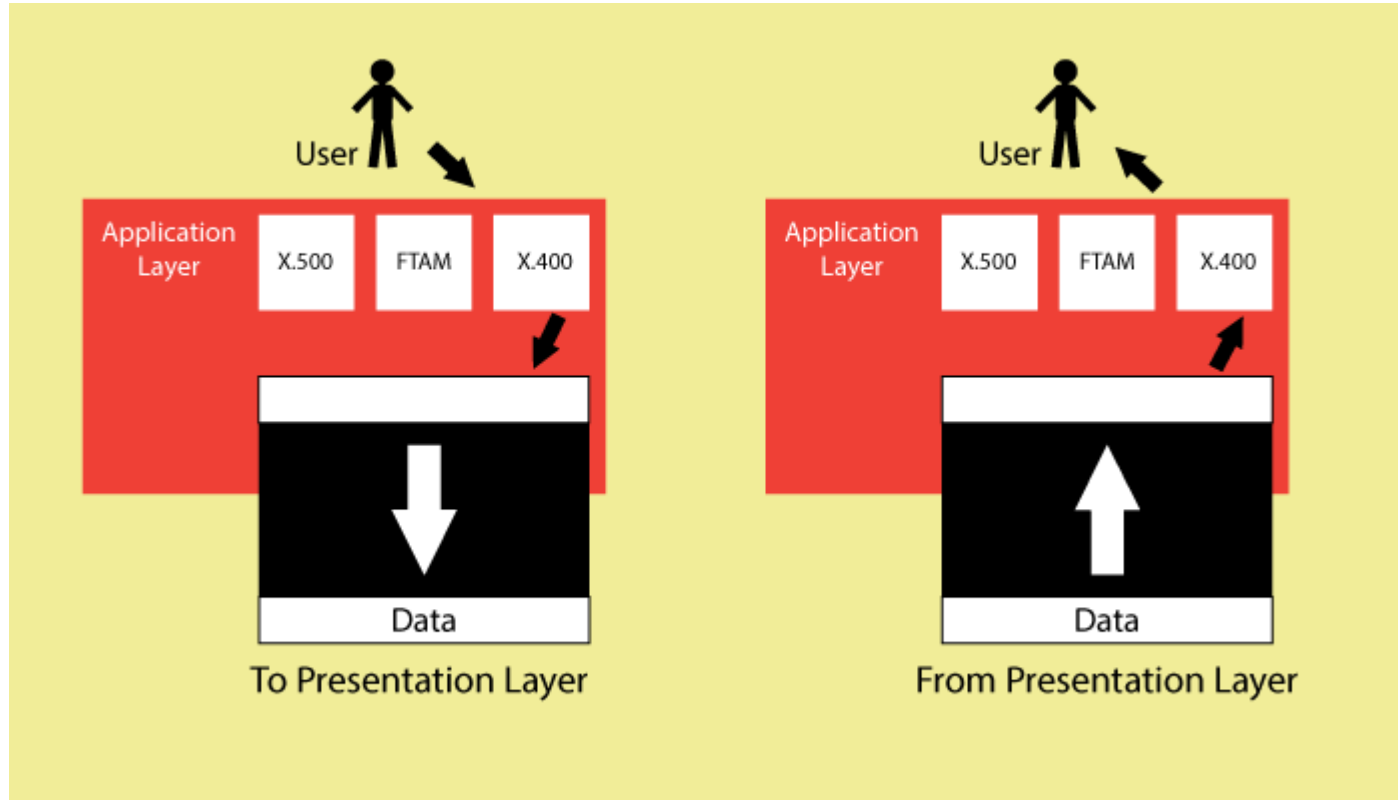 User
Application
Layer
X.500
FTAM
X.400
Data
To Presentation Layer
User
Application
Layer
X.500
FTAM
X.400
Data
From Presentation Layer